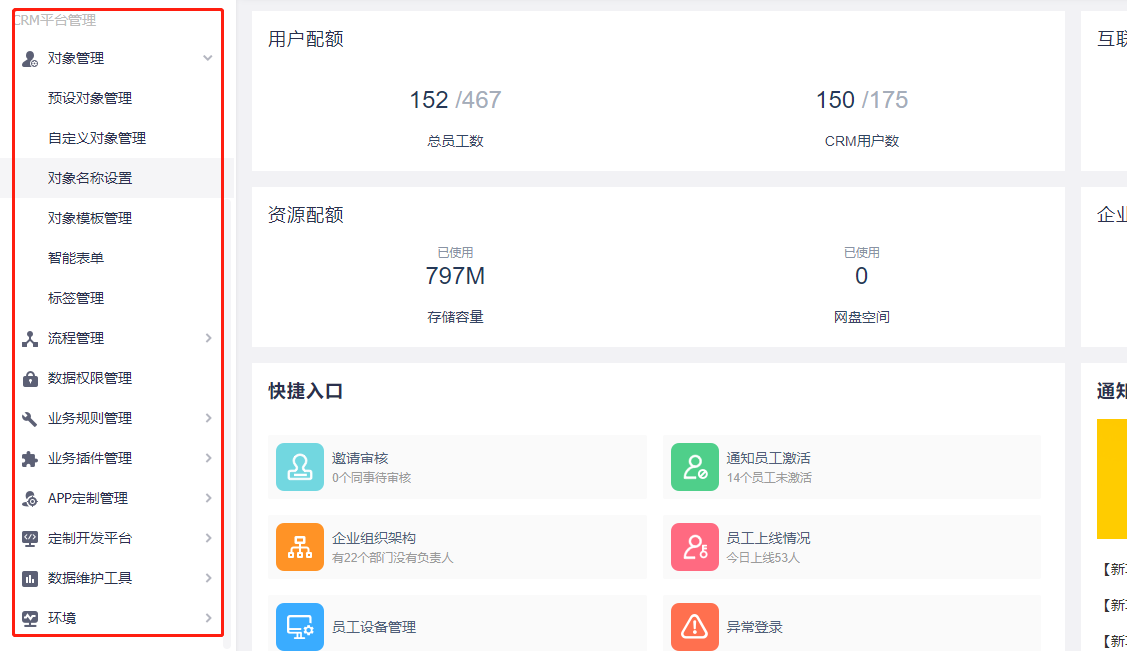 CRM平台管理
对象管理
预设对象管理
自定义对象管理
对象名称设置
对象模板管理
智能表单
标签管理
流程管理
数据权限管理
业务规则管理
业务插件管理
APP定制管理
定制开发平台
数据维护工具
环境
用户配额
152 /467
总员工数
150 /175
CRM用户数
资源配额
已使用
797M
存储容量
已使用
0
网盘空间
快捷入口
邀请审核
0个同事待审核
通知员工激活
14个员工未激活
企业组织架构
有22个部门没有负责人
员工上线情况
今日上线53人
员工设备管理
异常登录
互联
企业
通知
【新
【新
【新